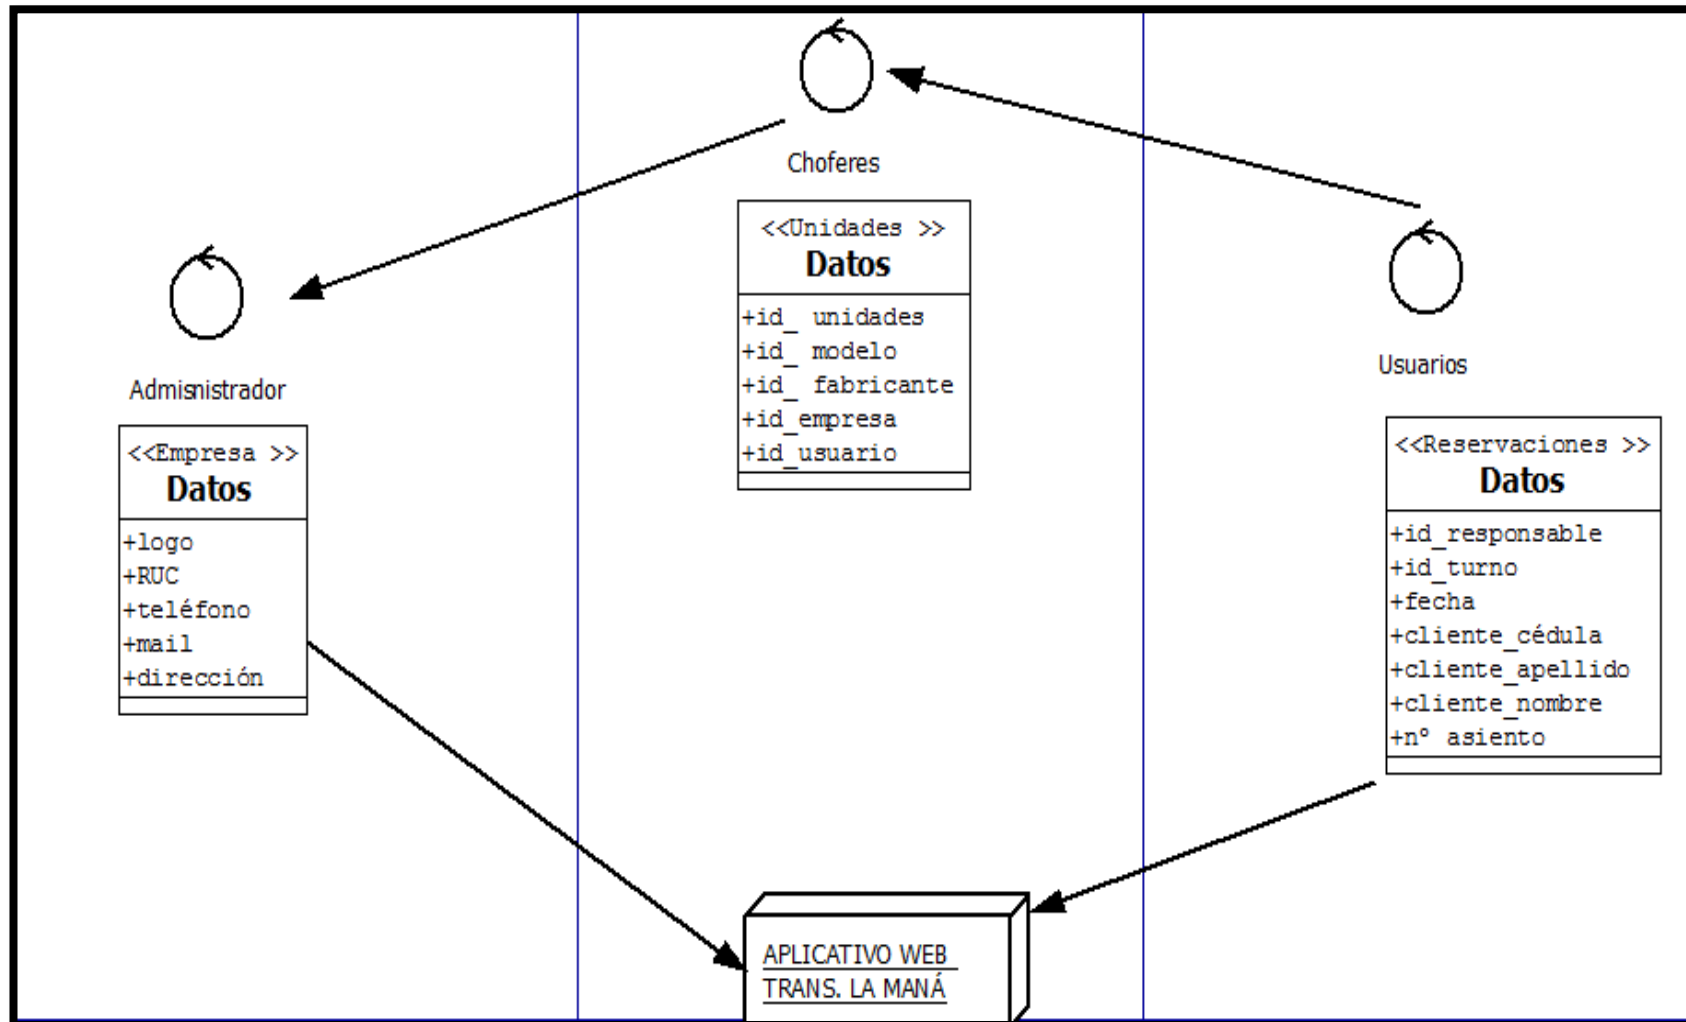 Choferes
<<Unidades >>
Datos
+id_ unidades
+id_ modelo
+id_ fabricante
+id_empresa
+id_usuario
Admisnistrador
<<Empresa >>
Datos
+logo
+RUC
+teléfono
+mail
+dirección
Usuarios
<<Reservaciones >>
Datos
+id_responsable
+id_turno
+fecha
+cliente_cédula
+cliente_apellido
+cliente_nombre
+nº asiento
APLICATIVO WEB
TRANS. LA MANÁ